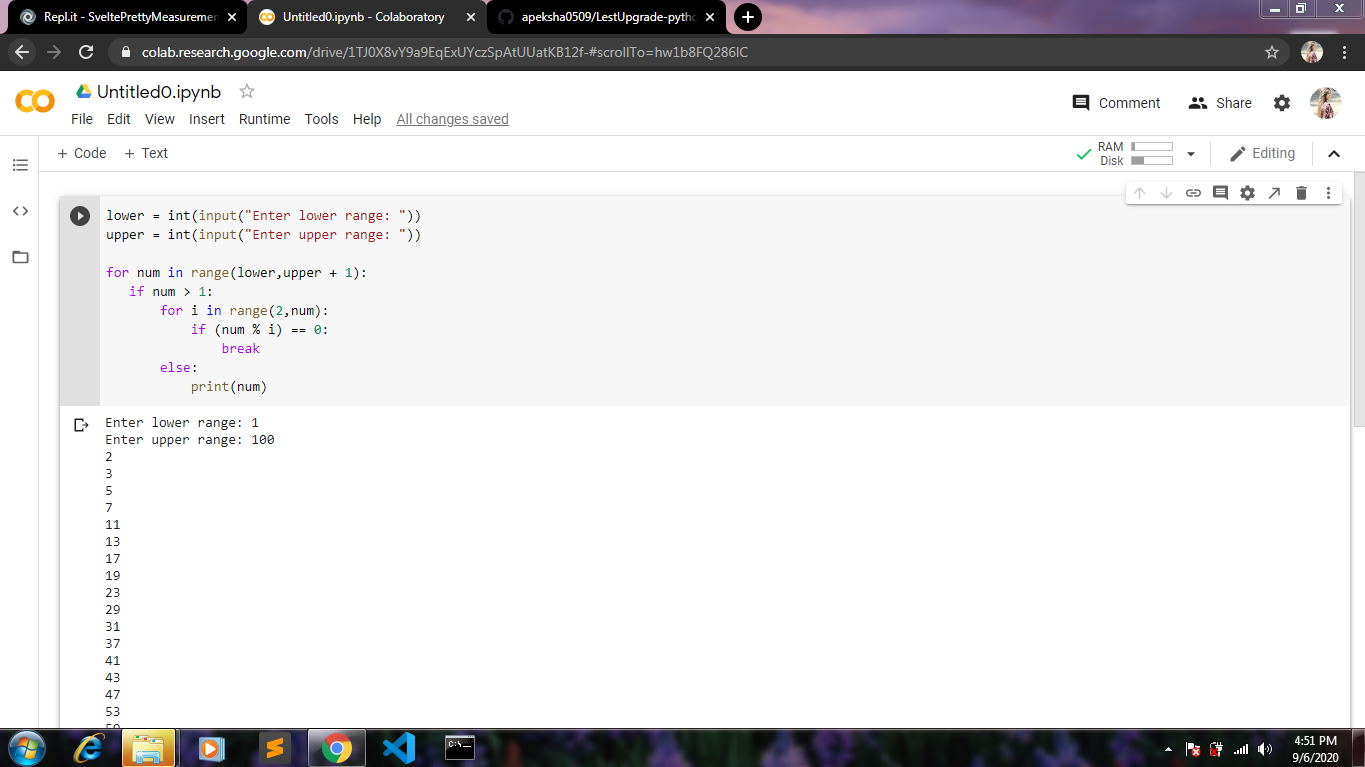 Repl.it - SveltePrettyMeasuremen
Untitled0.ipynb - Colaboratory
apeksha0509/LestUpgrade-pytho
colab.research.google.com/drive/1TJ0X8vY9a9EqExUYczSpAtUUatKB12f-#scrollTo=hw1b8FQ286lC
Untitled0.ipynb
File Edit View Insert Runtime Tools Help All changes saved
Comment Share
+ Code + Text
RAM
Disk
Editing
lower = int(input("Enter lower range: "))
upper = int(input("Enter upper range: "))
for num in range(lower,upper + 1):
if num > 1:
for i in range(2,num):
if (num % i) == 0:
break
else:
print(num)
Enter lower range: 1
Enter upper range: 100
2
3
5
7
11
13
17
19
23
29
31
37
41
43
47
53
4:51 PM
9/6/2020